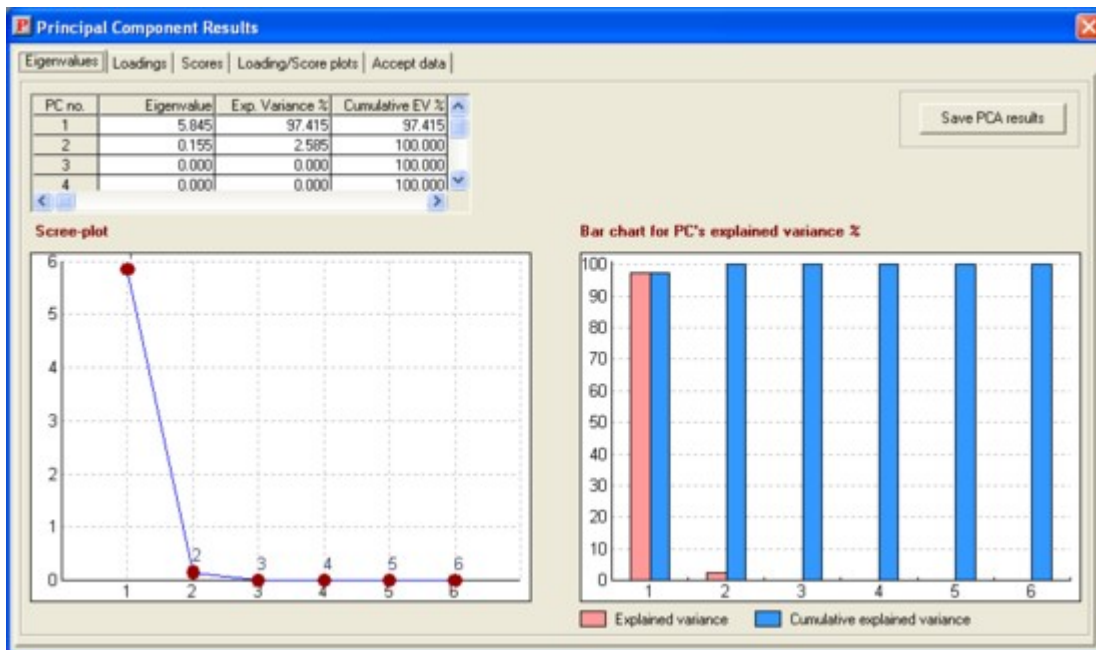 P Principal Component Results
Eigenvalues Loadings Scores Loading/Score plots Accept data
PC no. Eigenvalue Exp. Variance % Cumulative EV %
1 5.845 97.415 97.415
2 0.155 2.585 100.000
3 0.000 0.000 100.000
4 0.000 0.000 100.000
Save PCA results
Scree-plot
6
5
4
3
2
1
0
2 3 4 5 6
1 2 3 4 5 6
Bar chart for PC's explained variance %
100
90
80
70
60
50
40
30
20
10
0
1 2 3 4 5 6
Explained variance Cumulative explained variance